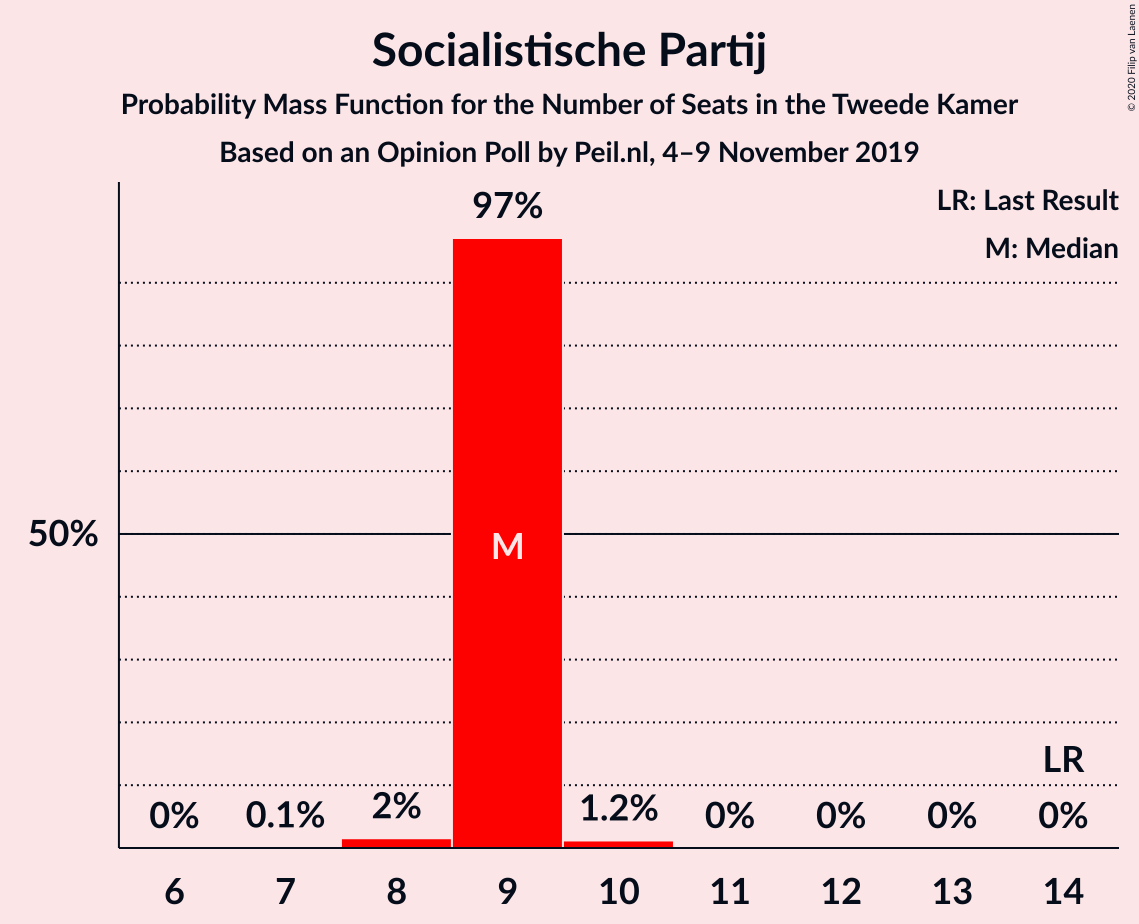 Socialistische Partij
Probability Mass Function for the Number of Seats in the Tweede Kamer
Based on an Opinion Poll by Peil.nl, 4–9 November 2019
© 2020 Filip van Laenen
LR: Last Result
M: Median
97%
50%
M
LR
0%
0.1%
2%
1.2%
0%
0%
0%
0%
6 7 8 9 10 11 12 13 14